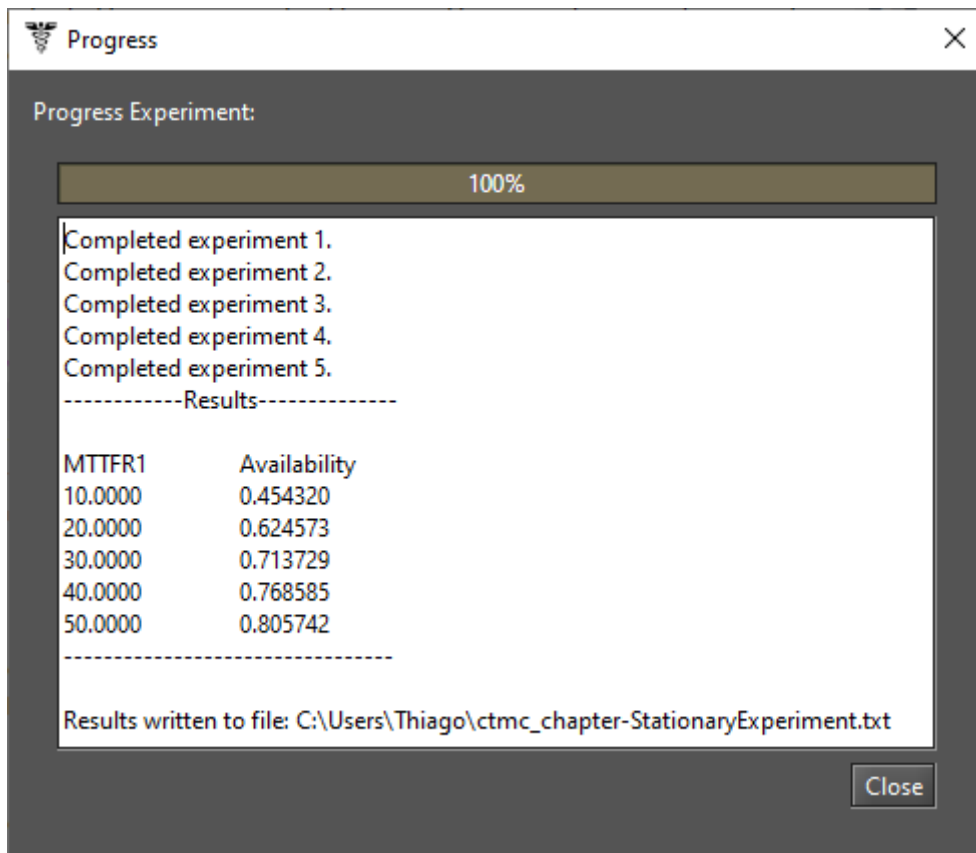 Progress
Progress Experiment:
100%
Completed experiment 1.
Completed experiment 2.
Completed experiment 3.
Completed experiment 4.
Completed experiment 5.
------------Results--------------
MTTFR1 Availability
10.0000 0.454320
20.0000 0.624573
30.0000 0.713729
40.0000 0.768585
50.0000 0.805742
---------------------------------
Results written to file: C:\Users\Thiago\ctmc_chapter-StationaryExperiment.txt
Close